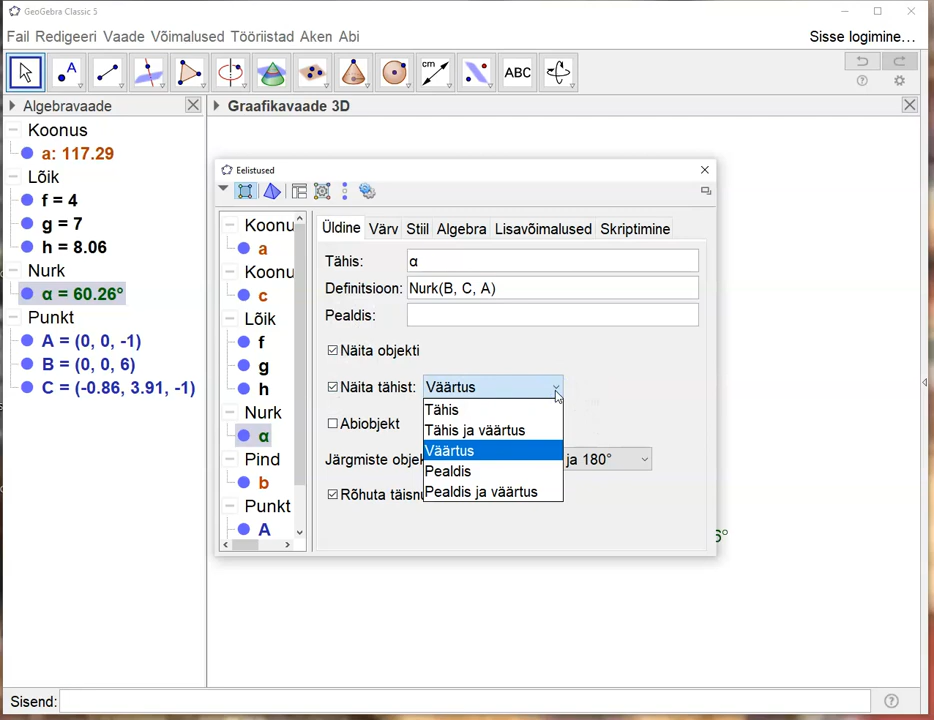 GeoGebra Classic 5
Fail Redigeeri Vaade Võimalused Tööriistad Aken Abi
Sisse logimine...
ABC
cm
Algebravaade
Graafikavaade 3D
Koonus
a: 117.29
Lõik
f = 4
g = 7
h = 8.06
Nurk
α = 60.26°
Punkt
A = (0, 0, -1)
B = (0, 0, 6)
C = (-0.86, 3.91, -1)
Eelistused
Koonu
a
Koonu
c
Lõik
f
g
h
Nurk
α
Pind
b
Punkt
A
Üldine Värv Stiil Algebra Lisavõimalused Skriptimine
Tähis: α
Definitsioon: Nurk(B, C, A)
Pealdis:
Näita objekti
Näita tähist: Väärtus
Tähis
Tähis ja väärtus
Väärtus
Pealdis
Pealdis ja väärtus
Abiobjekt
Järgmiste obje
ja 180°
Rõhuta täisnu
6°
Sisend: